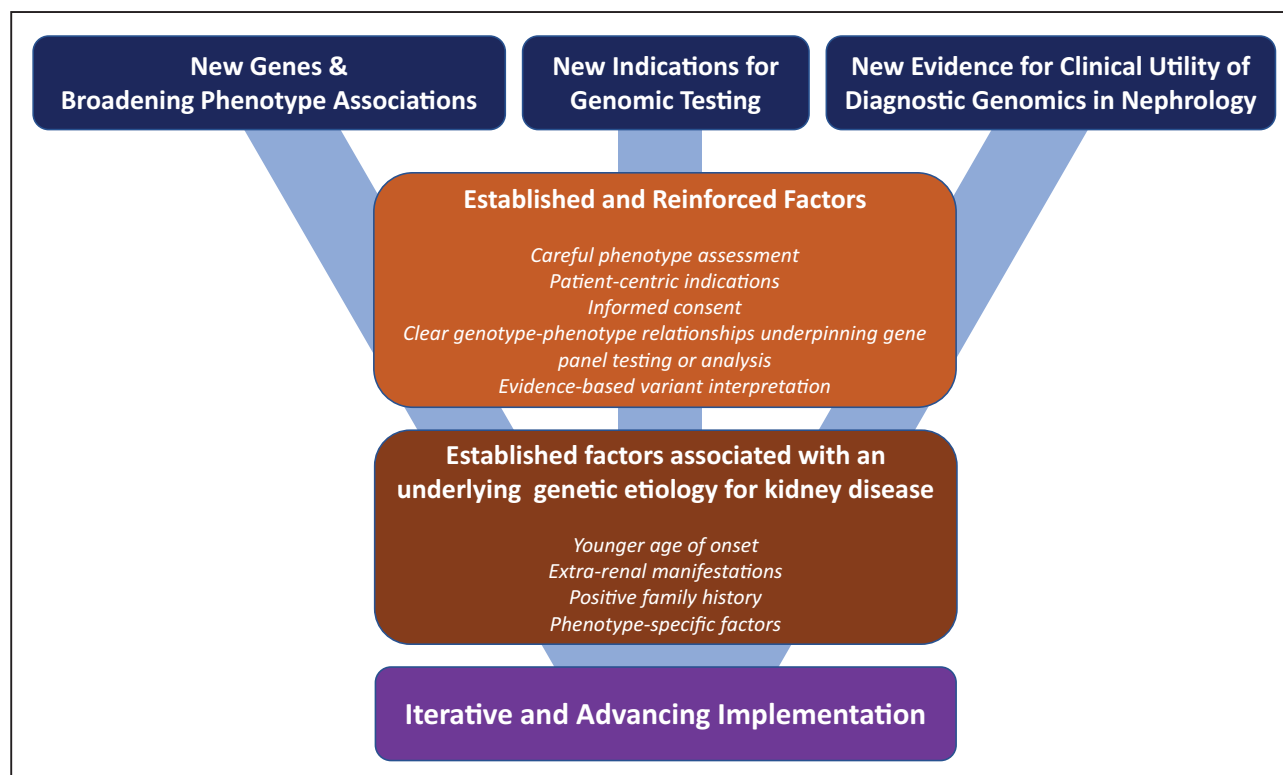 New Genes &
Broadening Phenotype Associations
New Indications for
Genomic Testing
New Evidence for Clinical Utility of
Diagnostic Genomics in Nephrology
Established and Reinforced Factors
Careful phenotype assessment
Patient-centric indications
Informed consent
Clear genotype-phenotype relationships underpinning gene
panel testing or analysis
Evidence-based variant interpretation
Established factors associated with an
underlying genetic etiology for kidney disease
Younger age of onset
Extra-renal manifestations
Positive family history
Phenotype-specific factors
Iterative and Advancing Implementation